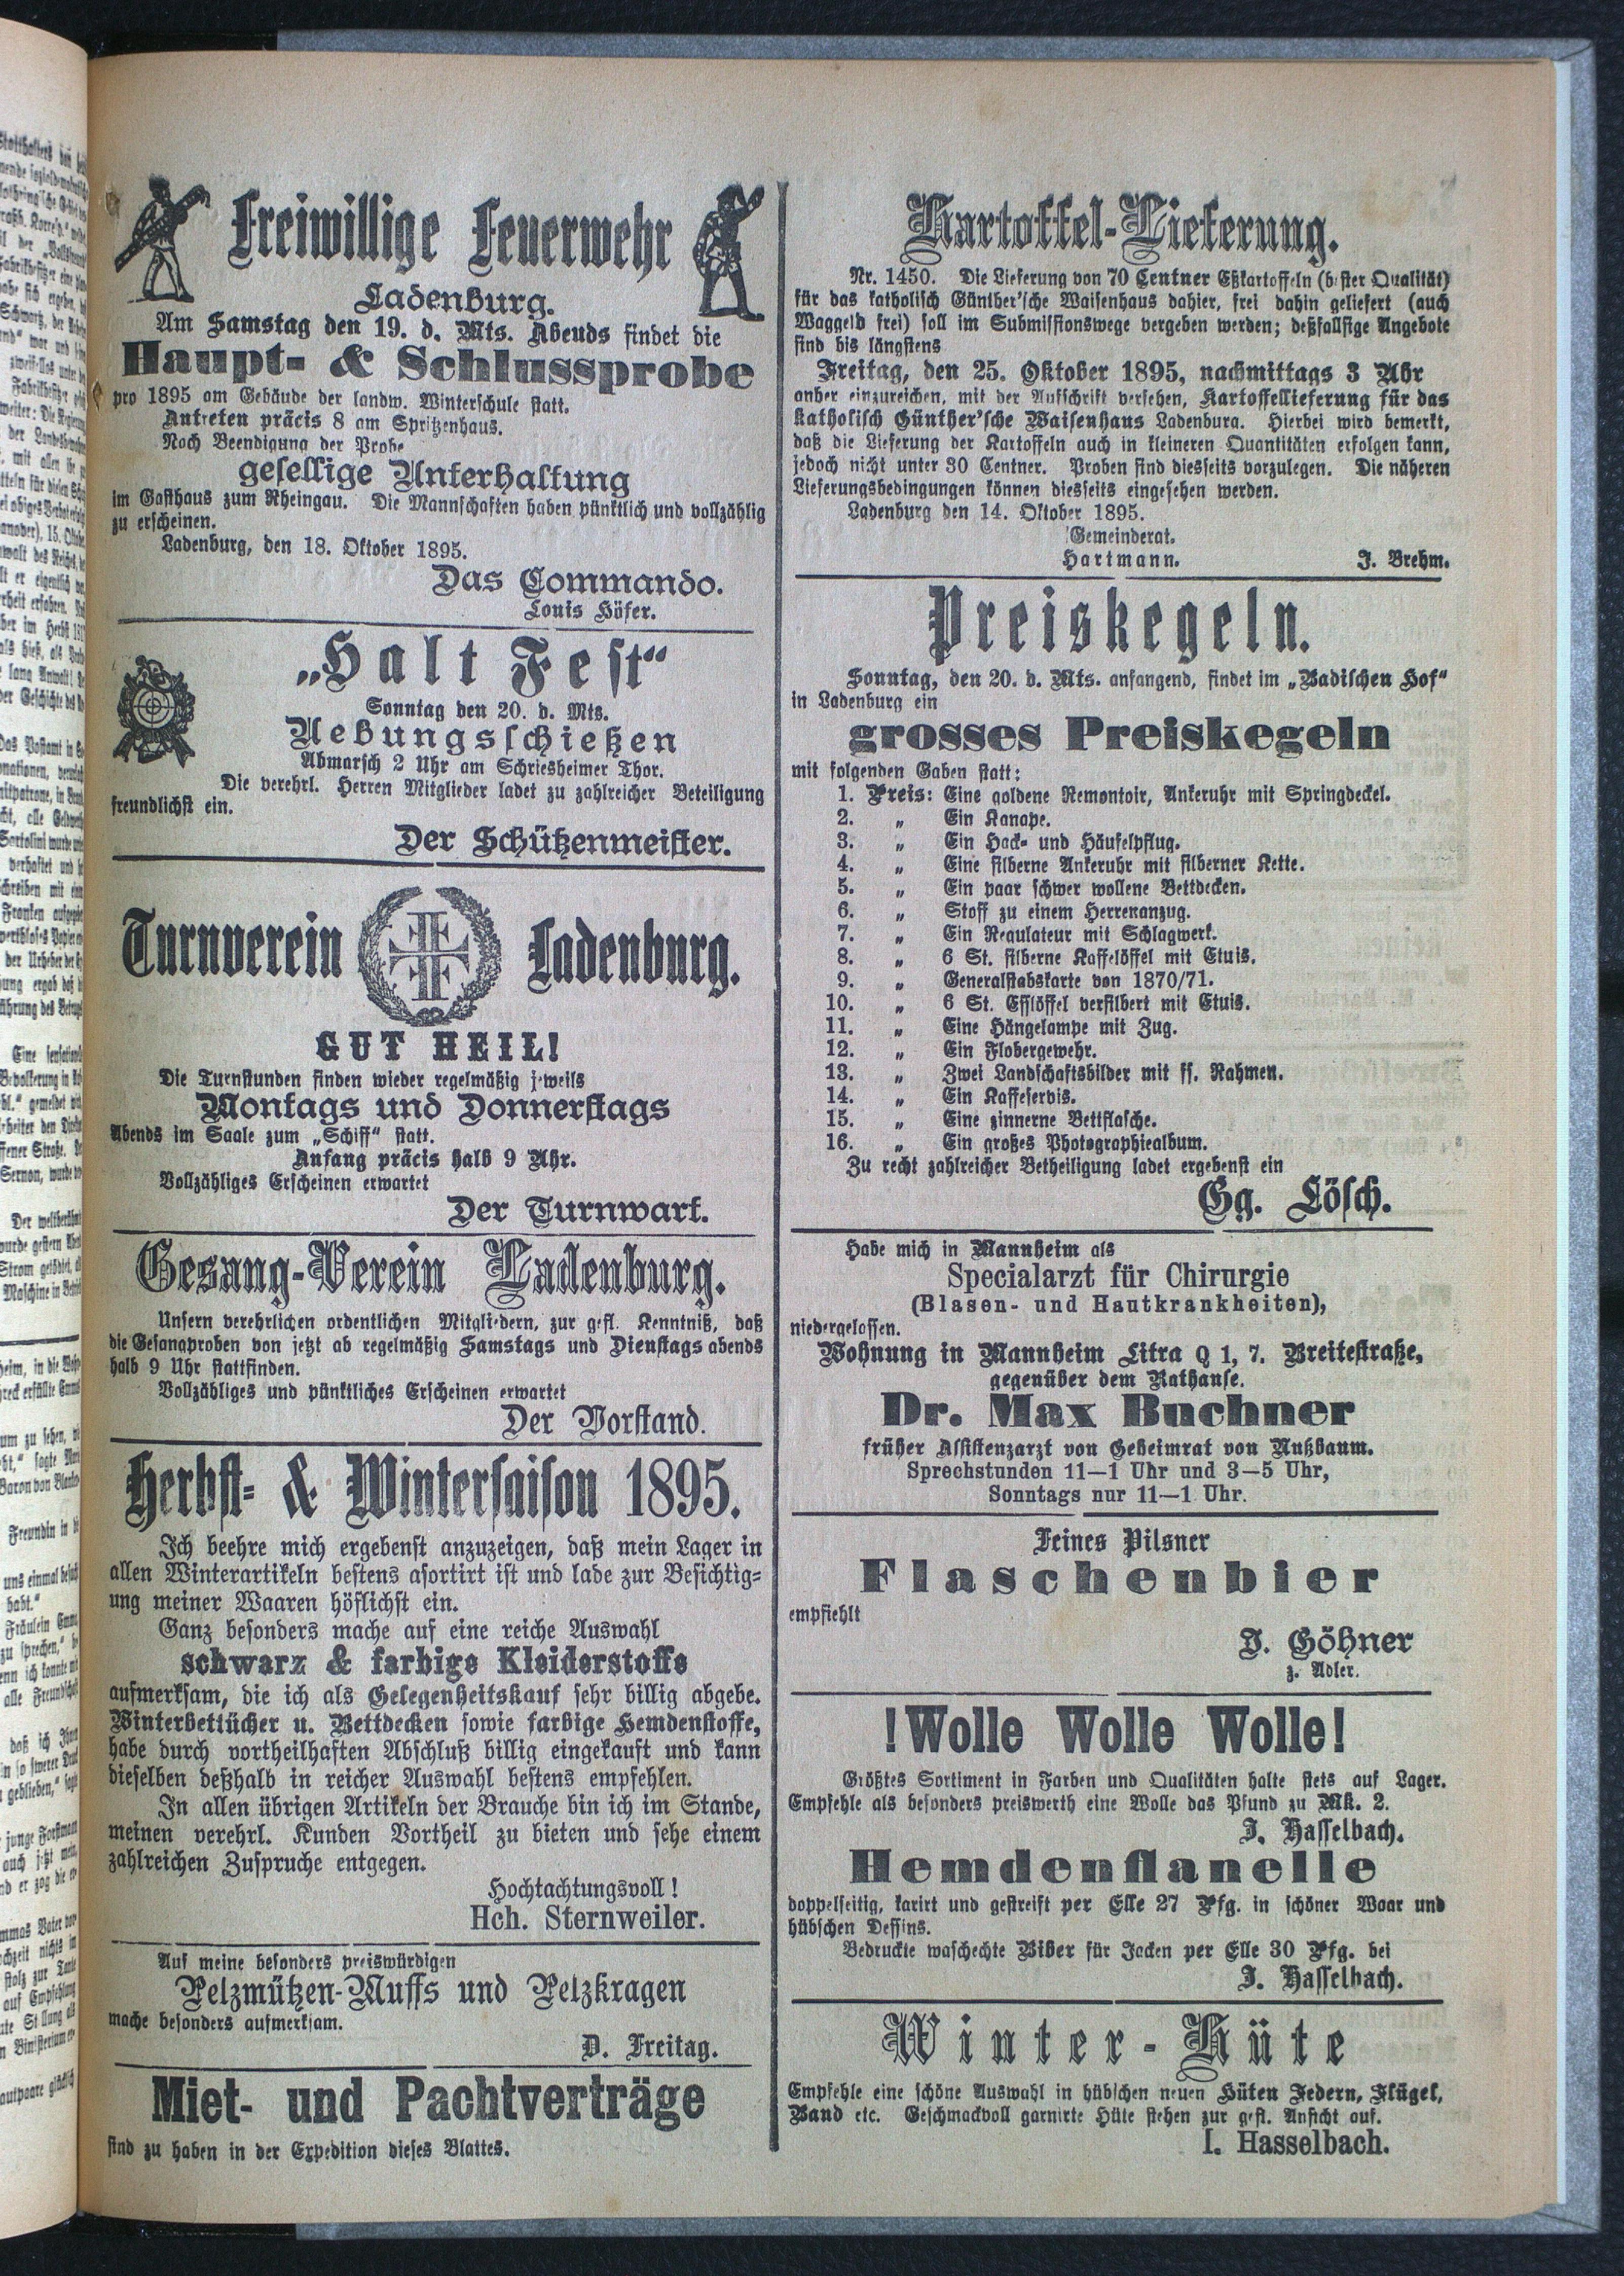 Freiwillige Feuerwehr
Ladenburg.
Am Samstag den 19. d. Mts. Abends findet die
Haupt- & Schlussprobe
pro 1895 am Gebäude der landw. Winterschule statt.
Antreten präcis 8 am Spritzenhaus.
Nach Beendigung der Probe
gesellige Unterhaltung
im Gasthaus zum Rheingau. Die Mannschaften haben pünktlich und vollzählig
zu erscheinen.
Ladenburg, den 18. Oktober 1895.
Das Commando.
Louis Höfer.
„Halt Fest“
Sonntag den 20. d. Mts.
Uebungsschießen
Abmarsch 2 Uhr am Schriesheimer Thor.
Die verehrl. Herren Mitglieder ladet zu zahlreicher Beteiligung
freundlichst ein.
Der Schützenmeister.
Turnverein Ladenburg.
GUT HEIL!
Die Turnstunden finden wieder regelmäßig jeweils
Montags und Donnerstags
Abends im Saale zum „Schiff“ statt.
Anfang präcis halb 9 Uhr.
Vollzähliges Erscheinen erwartet
Der Turnwart.
Gesang-Verein Ladenburg.
Unsern verehrlichen ordentlichen Mitgliedern, zur gefl. Kenntniß, daß
die Gesangproben von jetzt ab regelmäßig Samstags und Dienstags abends
halb 9 Uhr stattfinden.
Vollzähliges und pünktliches Erscheinen erwartet
Der Vorstand.
Herbst- & Wintersaison 1895.
Ich beehre mich ergebenst anzuzeigen, daß mein Lager in
allen Winterartikeln bestens asortirt ist und lade zur Besichtig-
ung meiner Waaren höflichst ein.
Ganz besonders mache auf eine reiche Auswahl
schwarz & farbige Kleiderstoffe
aufmerksam, die ich als Gelegenheitskauf sehr billig abgebe.
Winterbettücher u. Bettdecken sowie farbige Hemdenstoffe,
habe durch vortheilhaften Abschluß billig eingekauft und kann
dieselben deßhalb in reicher Auswahl bestens empfehlen.
In allen übrigen Artikeln der Brauche bin ich im Stande,
meinen verehrl. Kunden Vortheil zu bieten und sehe einem
zahlreichen Zuspruche entgegen.
Hochtachtungsvoll!
Hch. Sternweiler.
Auf meine besonders preiswürdigen
Pelzmützen-Muffs und Pelzkragen
mache besonders aufmerksam.
D. Freitag.
Miet- und Pachtverträge
sind zu haben in der Expedition dieses Blattes.
Kartoffel-Lieferung.
Nr. 1450. Die Lieferung von 70 Centner Eßkartoffeln (bester Qualität)
für das katholisch Günther'sche Waisenhaus dahier, frei dahin geliefert (auch
Waggeld frei) soll im Submissionswege vergeben werden; deßfallsige Angebote
sind bis längstens
Freitag, den 25. Oktober 1895, nachmittags 3 Uhr
anher einzureichen, mit der Aufschrift versehen, Kartoffellieferung für das
katholisch Günther'sche Waisenhaus Ladenburg. Hierbei wird bemerkt,
daß die Lieferung der Kartoffeln auch in kleineren Quantitäten erfolgen kann,
jedoch nicht unter 30 Centner. Proben sind diesseits vorzulegen. Die näheren
Lieferungsbedingungen können diesseits eingesehen werden.
Ladenburg den 14. Oktober 1895.
Gemeinderat.
Hartmann. J. Brehm.
Preiskegeln.
Sonntag, den 20. d. Mts. anfangend, findet im „Badischen Hof“
in Ladenburg ein
grosses Preiskegeln
mit folgenden Gaben statt:
1. Preis: Eine goldene Remontoir, Ankeruhr mit Springdeckel.
2. „ Ein Kanape.
3. „ Ein Hack- und Häufelpflug.
4. „ Eine silberne Ankeruhr mit silberner Kette.
5. „ Ein paar schwer wollene Bettdecken.
6. „ Stoff zu einem Herrenanzug.
7. „ Ein Regulateur mit Schlagwerk.
8. „ 6 St. silberne Kaffelöffel mit Etuis.
9. „ Generalstabskarte von 1870/71.
10. „ 6 St. Eßlöffel versilbert mit Etuis.
11. „ Eine Hängelampe mit Zug.
12. „ Ein Flobergewehr.
13. „ Zwei Landschaftsbilder mit ff. Rahmen.
14. „ Ein Kaffeservis.
15. „ Eine zinnerne Bettflasche.
16. „ Ein großes Photographiealbum.
Zu recht zahlreicher Betheiligung ladet ergebenst ein
Gg. Lösch.
Habe mich in Mannheim als
Specialarzt für Chirurgie
(Blasen- und Hautkrankheiten),
niedergelassen.
Wohnung in Mannheim Litra Q 1, 7. Breitestraße,
gegenüber dem Rathause.
Dr. Max Buchner
früher Assistenzarzt von Geheimrat von Nußbaum.
Sprechstunden 11—1 Uhr und 3—5 Uhr,
Sonntags nur 11—1 Uhr.
Feines Pilsner
Flaschenbier
empfiehlt
J. Göhner
z. Adler.
!Wolle Wolle Wolle!
Größtes Sortiment in Farben und Qualitäten halte stets auf Lager.
Empfehle als besonders preiswerth eine Wolle das Pfund zu Mk. 2.
J. Hasselbach.
Hemdenflanelle
doppelseitig, karirt und gestreift per Elle 27 Pfg. in schöner Waar und
hübschen Dessins.
Bedruckte waschechte Biber für Jacken per Elle 30 Pfg. bei
J. Hasselbach.
Winter-Hüte
Empfehle eine schöne Auswahl in hübschen neuen Hüten Federn, Flügel,
Band etc. Geschmackvoll garnirte Hüte stehen zur gefl. Ansicht auf.
I. Hasselbach.